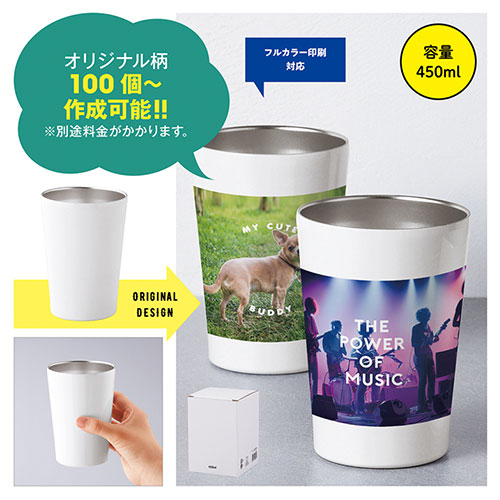 オリジナル柄
100個〜
作成可能!!
※別途料金がかかります。
フルカラー印刷
対応
容量
450ml
MY CUTE
BUDDY
THE
POWER
OF
MUSIC
ORIGINAL
DESIGN